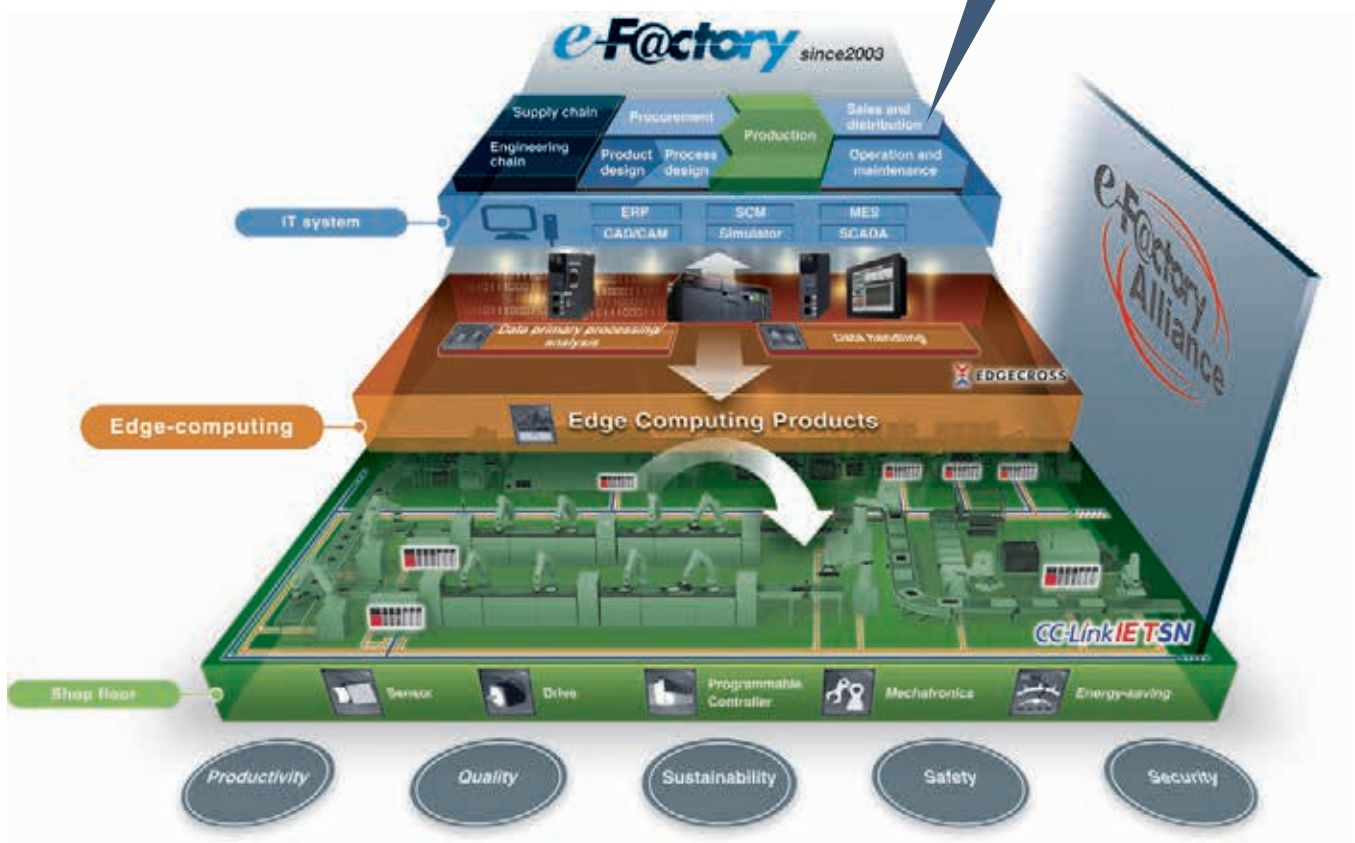 e-F@ctory since2003
Supply chain
Procurement
Production
Sales and
distribution
Engineering
chain
Product
design
Process
design
Operation and
maintenance
IT system
ERP
SCM
MES
CAD/CAM
Simulator
SCADA
Data primary processing/
analysis
Data handling
EDGECROSS
Edge-computing
Edge Computing Products
e-F@ctory
Alliance
CC-Link IE TSN
Shop floor
Sensor
Drive
Programmable
Controller
Mechatronics
Energy-saving
Productivity
Quality
Sustainability
Safety
Security